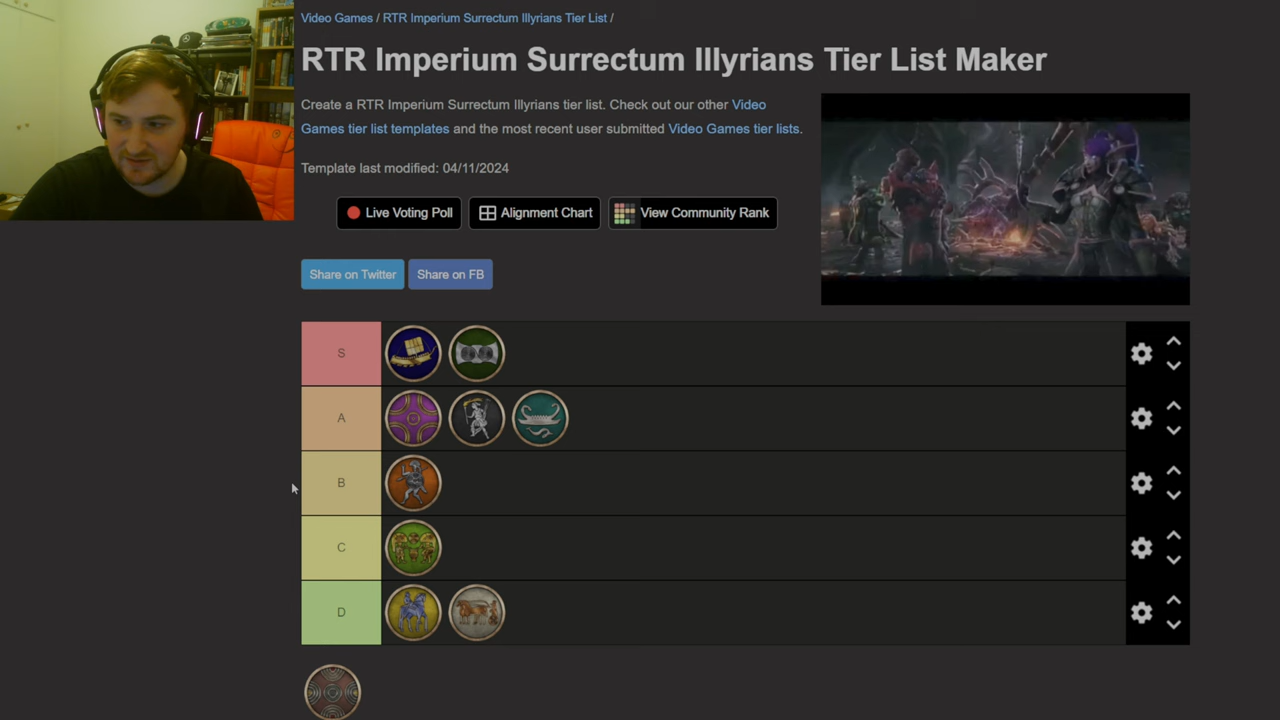 Video Games / RTR Imperium Surrectum Illyrians Tier List /
RTR Imperium Surrectum Illyrians Tier List Maker
Create a RTR Imperium Surrectum Illyrians tier list. Check out our other Video
Games tier list templates and the most recent user submitted Video Games tier lists.
Template last modified: 04/11/2024
Live Voting Poll
Alignment Chart
View Community Rank
Share on Twitter
Share on FB
S
A
B
C
D